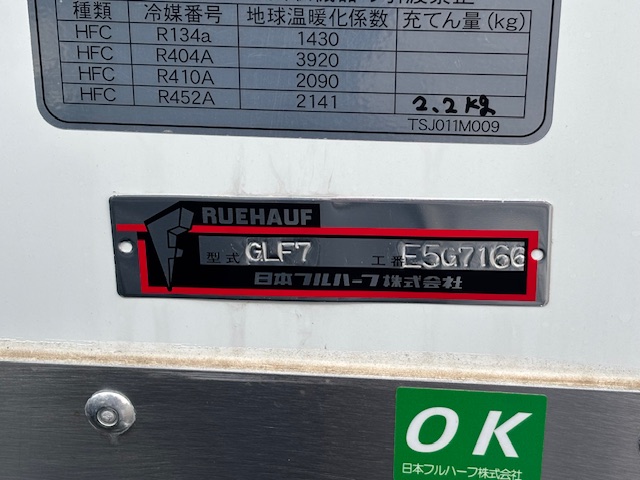 種類 冷媒番号 地球温暖化係数 充てん量(kg)
HFC R134a 1430
HFC R404A 3920
HFC R410A 2090
HFC R452A 2141 2.2kg
TSJ011M009
RUEHAUF
型式 GLF7 工番 E5G7166
日本フルハーフ株式会社
OK
日本フルハーフ株式会社